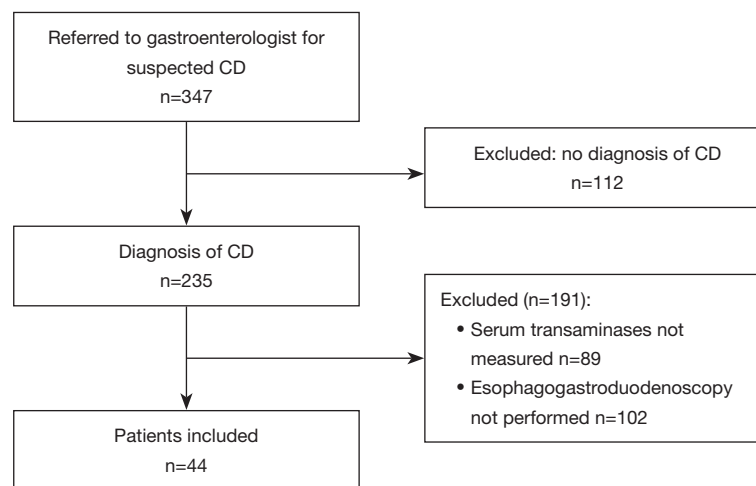 Referred to gastroenterologist for
suspected CD
n=347
Excluded: no diagnosis of CD
n=112
Diagnosis of CD
n=235
Excluded (n=191):
• Serum transaminases not
measured n=89
• Esophagogastroduodenoscopy
not performed n=102
Patients included
n=44